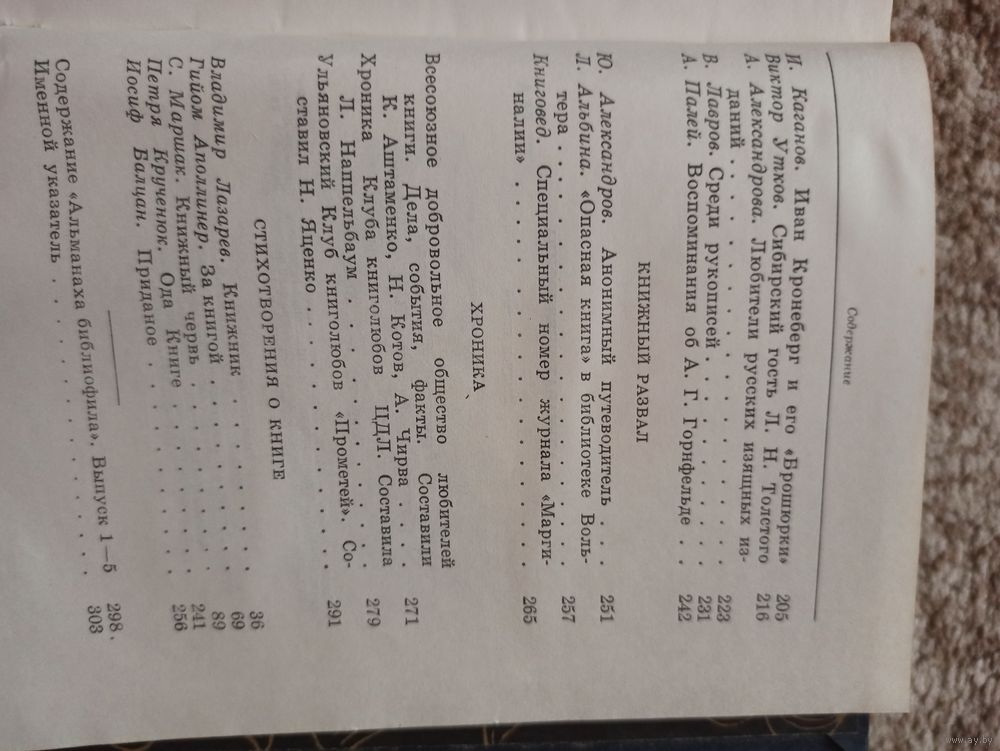 Содержание
И. Каганов. Иван Кронеберг и его «Брошюрки» 205
Виктор Утков. Сибирский гость Л. Н. Толстого 216
А. Александрова. Любители русских изящных из-
даний . . . . . . . . . . 223
В. Лавров. Среди рукописей . . . . . . . . 231
А. Палей. Воспоминания об А. Г. Горнфельде . . 242
КНИЖНЫЙ РАЗВАЛ
Ю. Александров. Анонимный путеводитель . . . 251
Л. Альбина. «Опасная книга» в библиотеке Воль-
тера . . . . . . . . . . . 257
Книговед. Специальный номер журнала «Марги-
налии» . . . . . . . . . . 265
ХРОНИКА
Всесоюзное добровольное общество любителей
книги. Дела, события, факты. Составили
К. Аштаменко, Н. Котов, А. Чирва . . . 271
Хроника Клуба книголюбов ЦДЛ. Составила
Л. Наппельбаум . . . . . . . . . 279
Ульяновский Клуб книголюбов «Прометей». Со-
ставил Н. Яценко . . . . . . . . . 291
СТИХОТВОРЕНИЯ О КНИГЕ
Владимир Лазарев. Книжник . . . . . . 36
Гийом Аполлинер. За книгой . . . . . . 69
С. Маршак. Книжный червь . . . . . . 89
Петря Крученюк. Ода Книге . . . . . . 241
Иосиф Балцан. Приданое . . . . . . . 256
Содержание «Альманаха библиофила». Выпуск 1—5 298
Именной указатель . . . . . . . . . . 303
www.ay.by